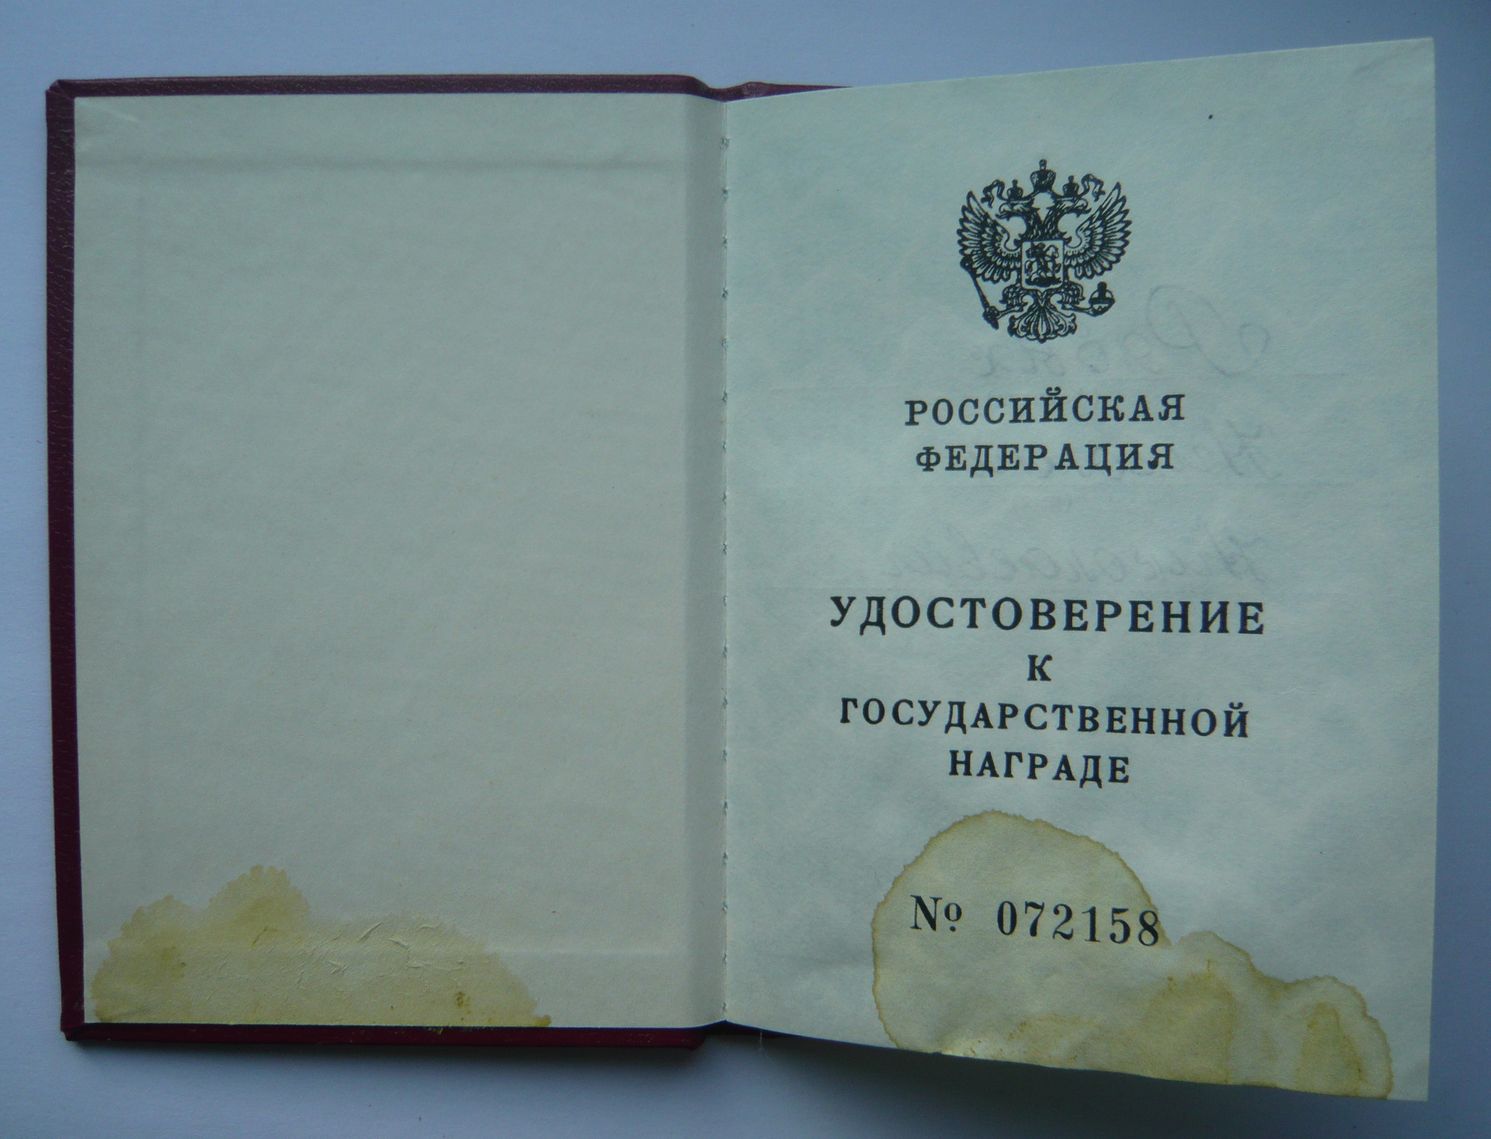 РОССИЙСКАЯ
ФЕДЕРАЦИЯ
УДОСТОВЕРЕНИЕ
К
ГОСУДАРСТВЕННОЙ
НАГРАДЕ
№ 072158